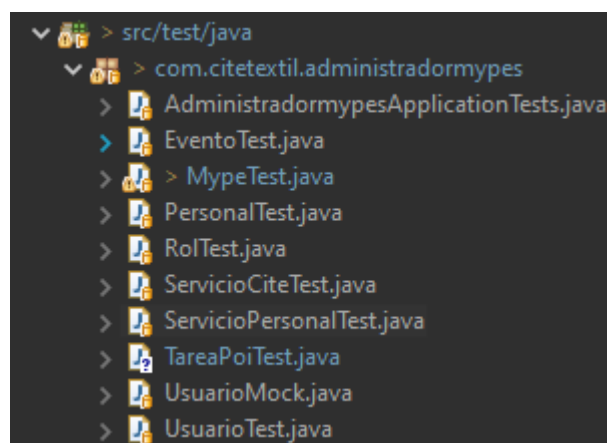 > src/test/java
> com.citetextil.administradormypes
AdministradormypesApplicationTests.java
EventoTest.java
> MypeTest.java
PersonalTest.java
RolTest.java
ServicioCiteTest.java
ServicioPersonalTest.java
TareaPoiTest.java
UsuarioMock.java
UsuarioTest.java